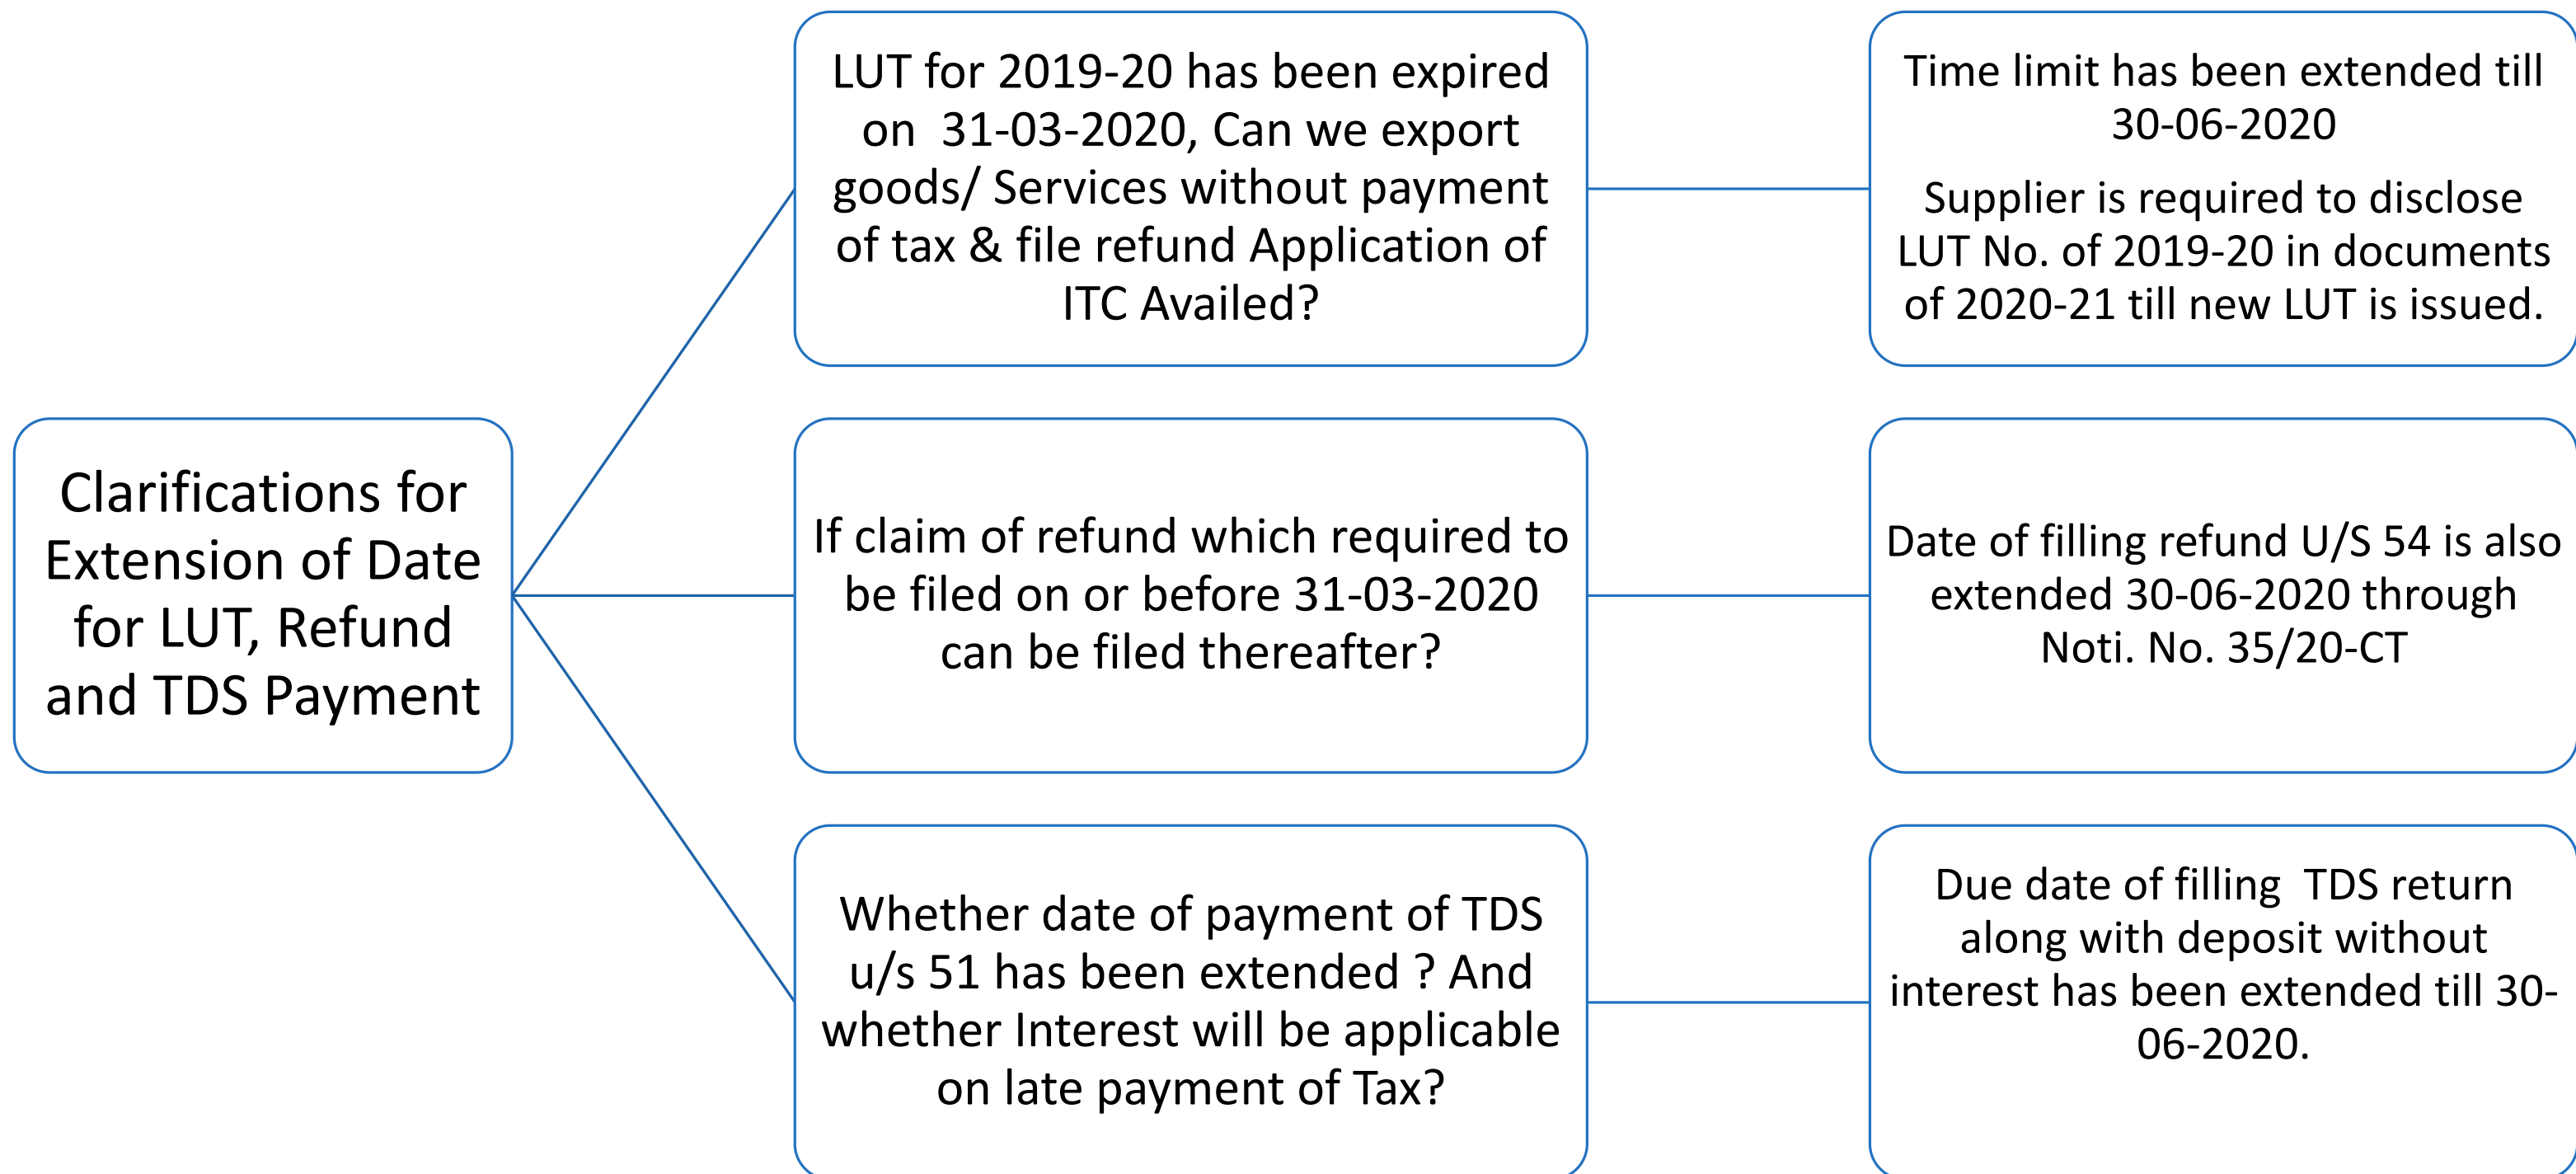 Clarifications for
Extension of Date
for LUT, Refund
and TDS Payment
LUT for 2019-20 has been expired
on 31-03-2020, Can we export
goods/ Services without payment
of tax & file refund Application of
ITC Availed?
Time limit has been extended till
30-06-2020
Supplier is required to disclose
LUT No. of 2019-20 in documents
of 2020-21 till new LUT is issued.
If claim of refund which required to
be filed on or before 31-03-2020
can be filed thereafter?
Date of filling refund U/S 54 is also
extended 30-06-2020 through
Noti. No. 35/20-CT
Whether date of payment of TDS
u/s 51 has been extended ? And
whether Interest will be applicable
on late payment of Tax?
Due date of filling TDS return
along with deposit without
interest has been extended till 30-
06-2020.